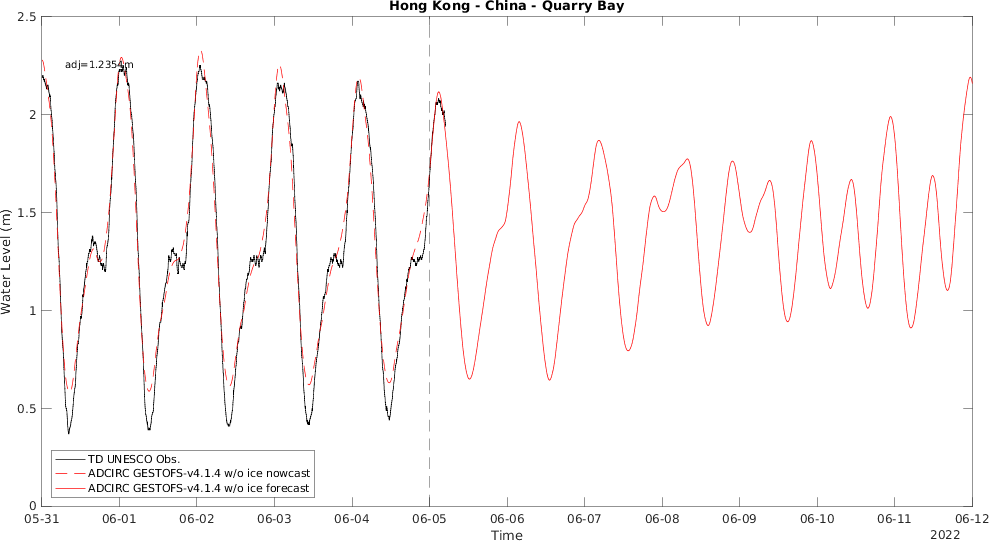 Hong Kong - China - Quarry Bay
2.5
adj=1.2354m
2
1.5
Water Level (m)
1
0.5
TD UNESCO Obs.
ADCIRC GESTOFS-v4.1.4 w/o ice nowcast
ADCIRC GESTOFS-v4.1.4 w/o ice forecast
0
05-31 06-01 06-02 06-03 06-04 06-05 06-06 06-07 06-08 06-09 06-10 06-11 06-12
Time
2022